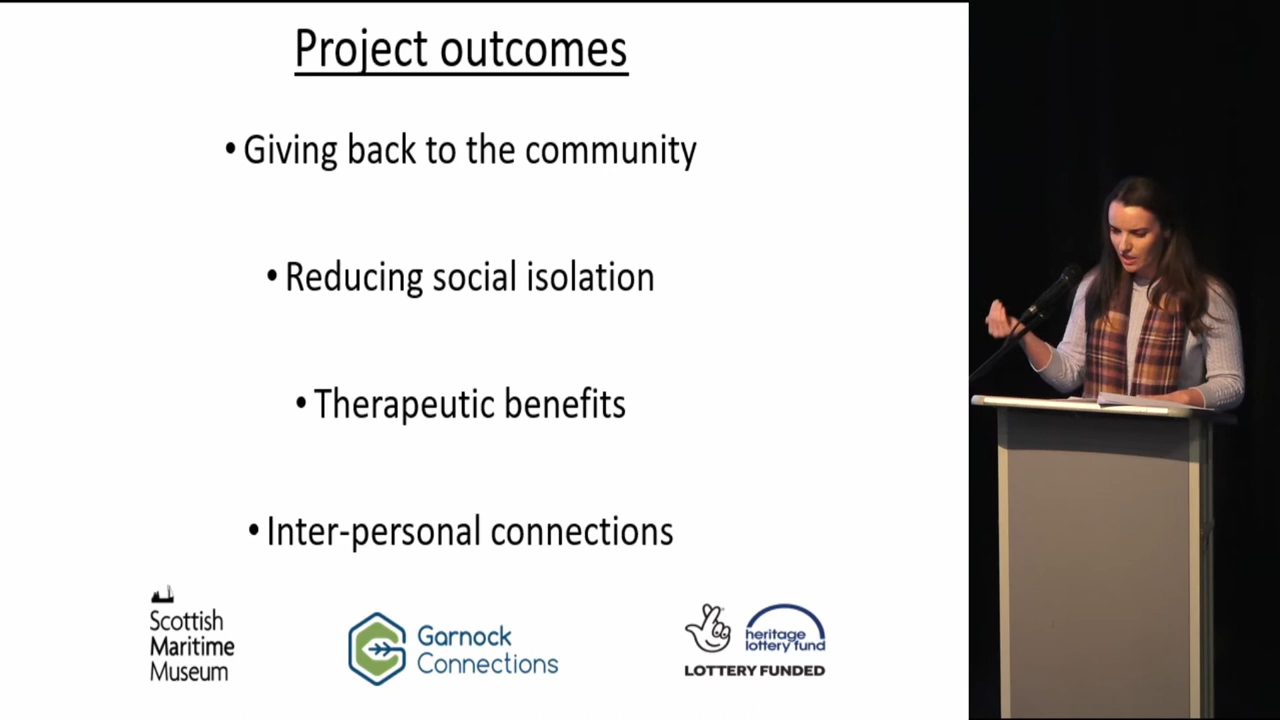 Project outcomes
• Giving back to the community
• Reducing social isolation
• Therapeutic benefits
• Inter-personal connections
Scottish
Maritime
Museum
Garnock
Connections
heritage
lottery fund
LOTTERY FUNDED